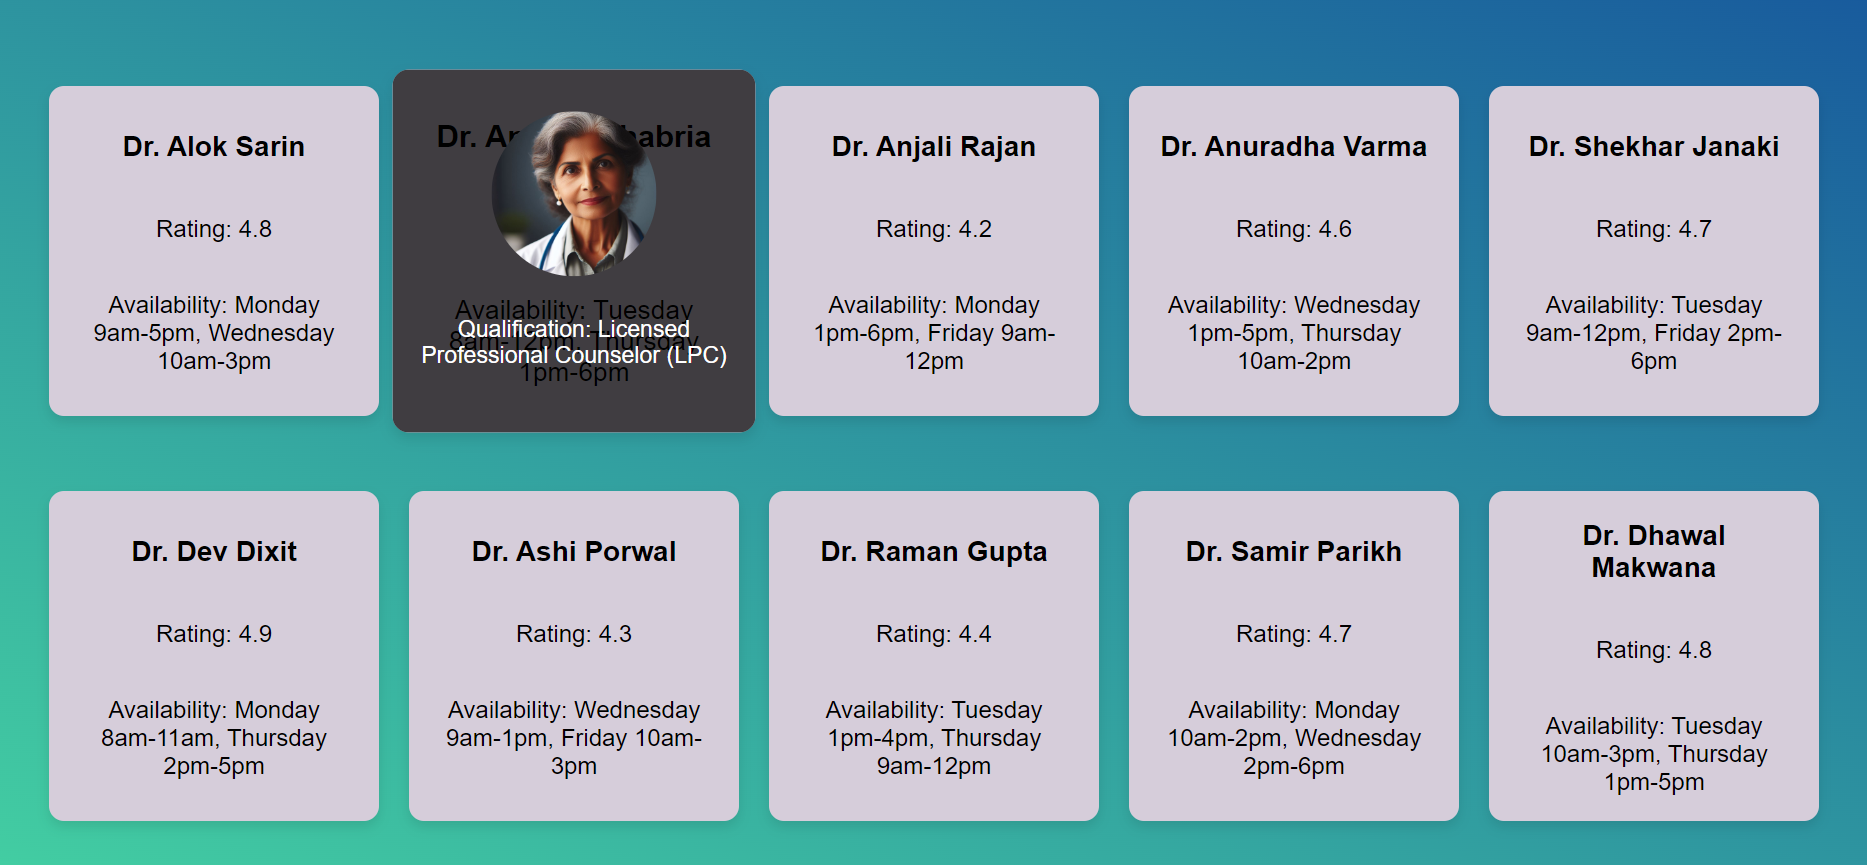 Dr. Alok Sarin
Rating: 4.8
Availability: Monday
9am-5pm, Wednesday
10am-3pm
Dr.
Availability: Tuesday
8am-12pm, Thursday
1pm-6pm
Qualification: Licensed
Professional Counselor (LPC)
Dr. Anjali Rajan
Rating: 4.2
Availability: Monday
1pm-6pm, Friday 9am-
12pm
Dr. Anuradha Varma
Rating: 4.6
Availability: Wednesday
1pm-5pm, Thursday
10am-2pm
Dr. Shekhar Janaki
Rating: 4.7
Availability: Tuesday
9am-12pm, Friday 2pm-
6pm
Dr. Dev Dixit
Rating: 4.9
Availability: Monday
8am-11am, Thursday
2pm-5pm
Dr. Ashi Porwal
Rating: 4.3
Availability: Wednesday
9am-1pm, Friday 10am-
3pm
Dr. Raman Gupta
Rating: 4.4
Availability: Tuesday
1pm-4pm, Thursday
9am-12pm
Dr. Samir Parikh
Rating: 4.7
Availability: Monday
10am-2pm, Wednesday
2pm-6pm
Dr. Dhawal
Makwana
Rating: 4.8
Availability: Tuesday
10am-3pm, Thursday
1pm-5pm